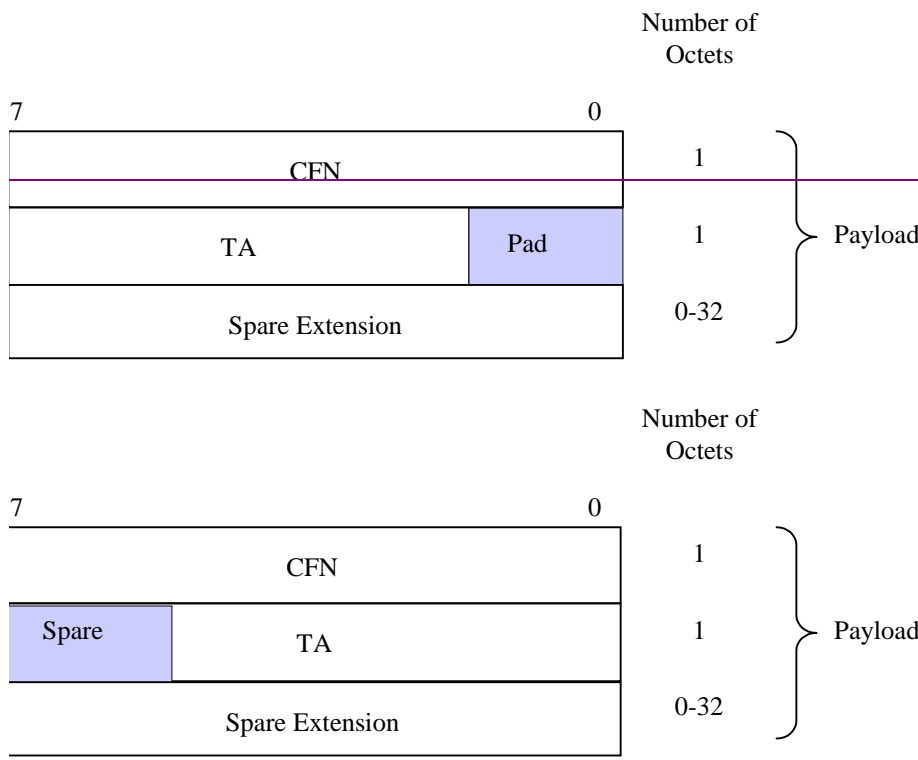 Number of
Octets
7 0
CFN 1
TA Pad 1 Payload
Spare Extension 0-32
Number of
Octets
7 0
CFN 1
Spare TA 1 Payload
Spare Extension 0-32